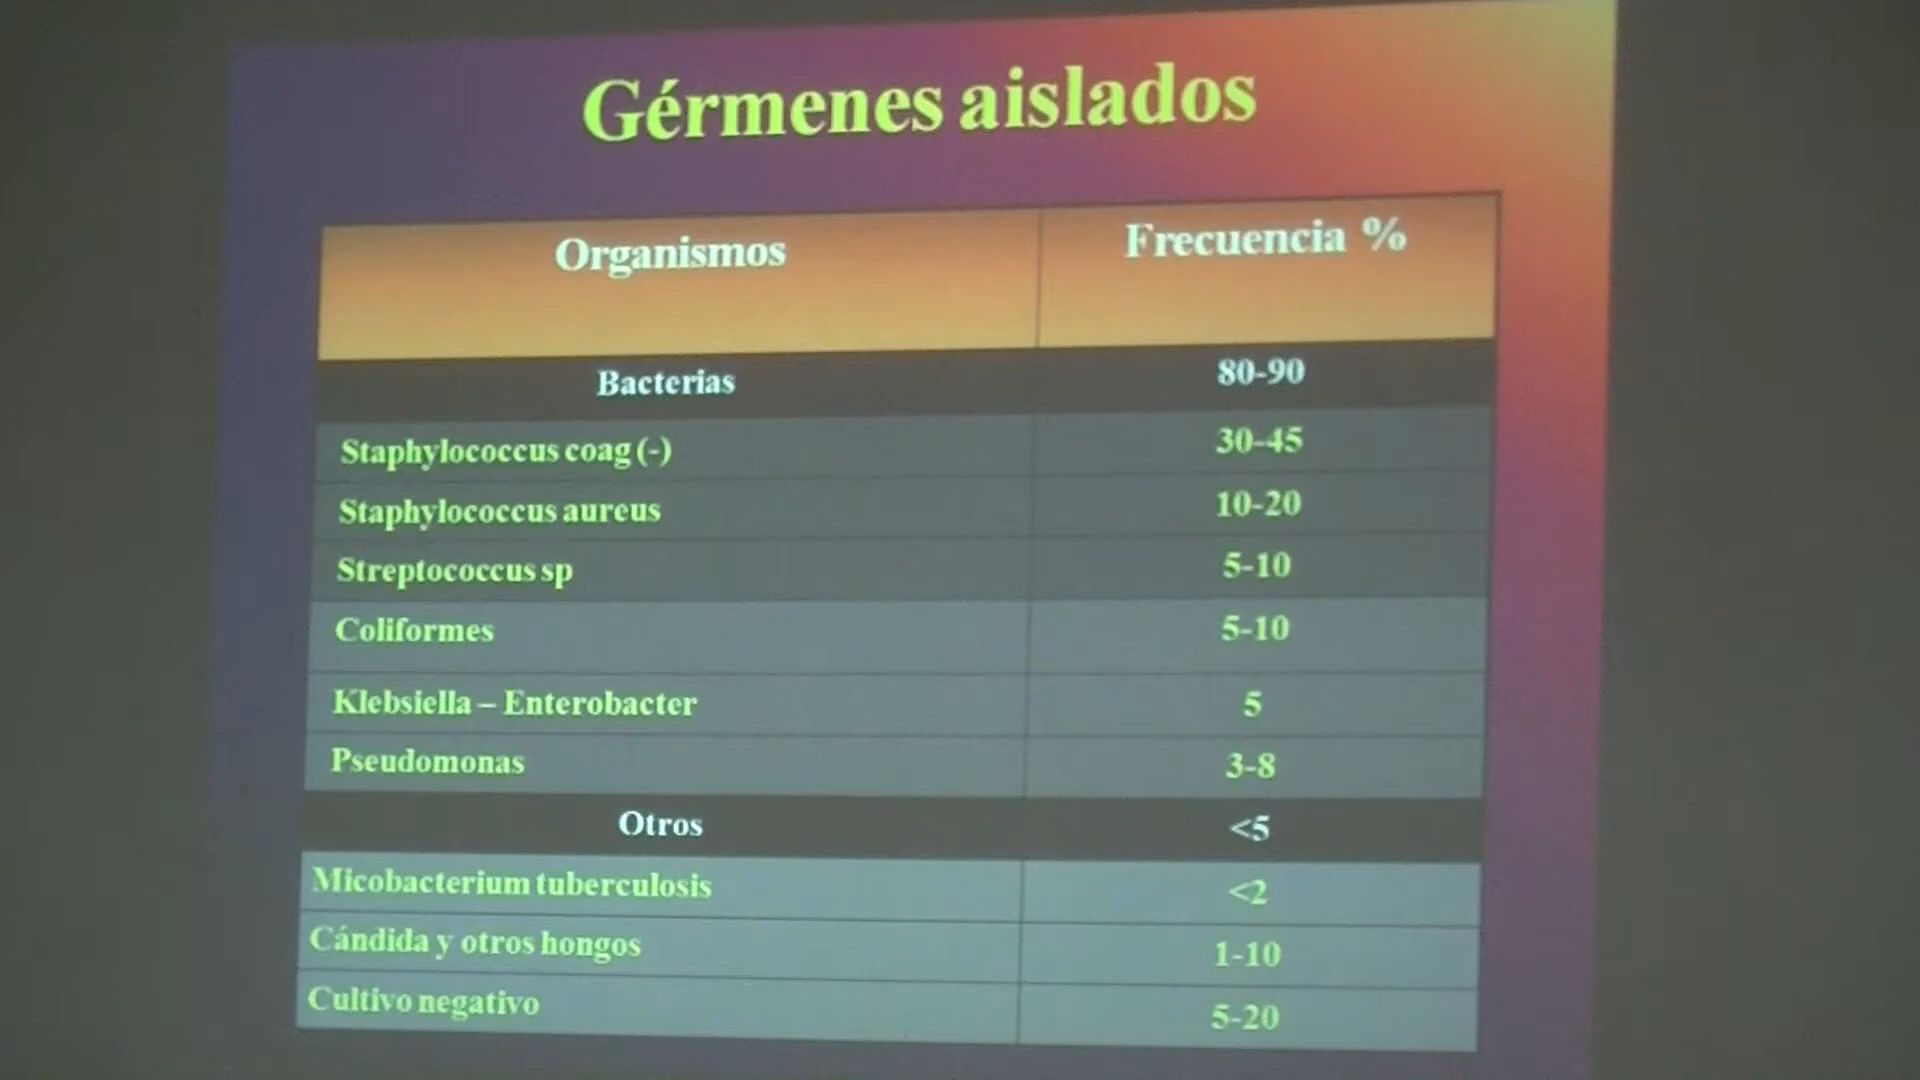 Gérmenes aislados
Organismos Frecuencia %
Bacterias 80-90
Staphylococcus coag (-) 30-45
Staphylococcus aureus 10-20
Streptococcus sp 5-10
Coliformes 5-10
Klebsiella – Enterobacter 5
Pseudomonas 3-8
Otros <5
Micobacterium tuberculosis <2
Cándida y otros hongos 1-10
Cultivo negativo 5-20